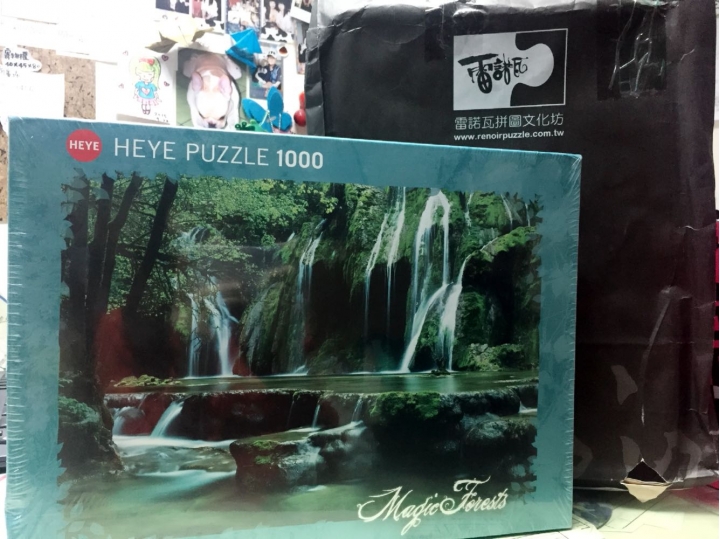 HEYE
HEYE PUZZLE 1000
Magic Forests
雷諾瓦
雷諾瓦拼圖文化坊
www.renoirpuzzle.com.tw